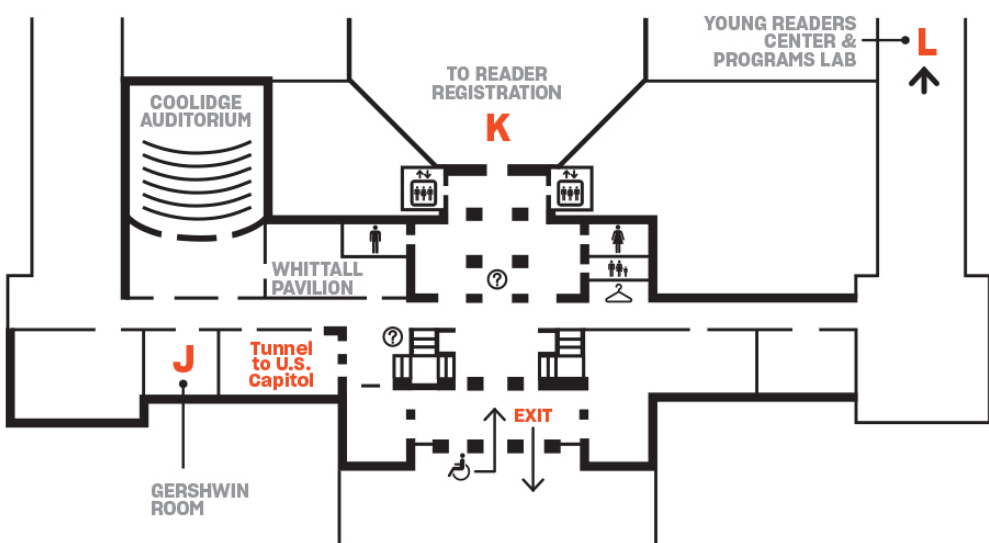 YOUNG READERS
CENTER &
PROGRAMS LAB
L
TO READER
REGISTRATION
K
COOLIDGE
AUDITORIUM
WHITTALL
PAVILION
?
?
J
Tunnel
to U.S.
Capitol
EXIT
GERSHWIN
ROOM